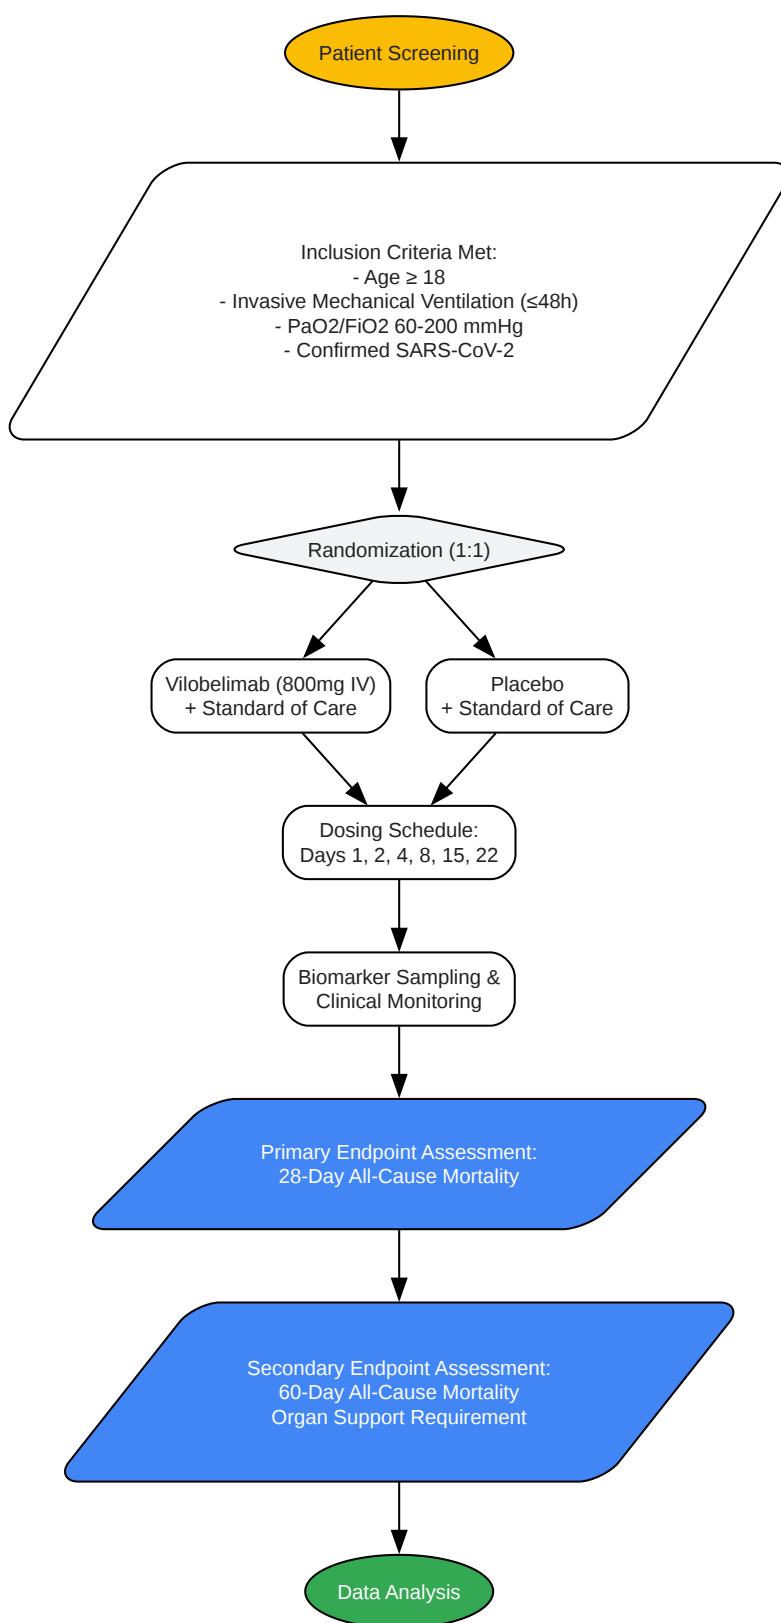 Patient Screening
Inclusion Criteria Met:
- Age ≥ 18
- Invasive Mechanical Ventilation (≤48h)
- PaO2/FiO2 60-200 mmHg
- Confirmed SARS-CoV-2
Randomization (1:1)
Vilobelimab (800mg IV)
+ Standard of Care
Placebo
+ Standard of Care
Dosing Schedule:
Days 1, 2, 4, 8, 15, 22
Biomarker Sampling &
Clinical Monitoring
Primary Endpoint Assessment:
28-Day All-Cause Mortality
Secondary Endpoint Assessment:
60-Day All-Cause Mortality
Organ Support Requirement
Data Analysis